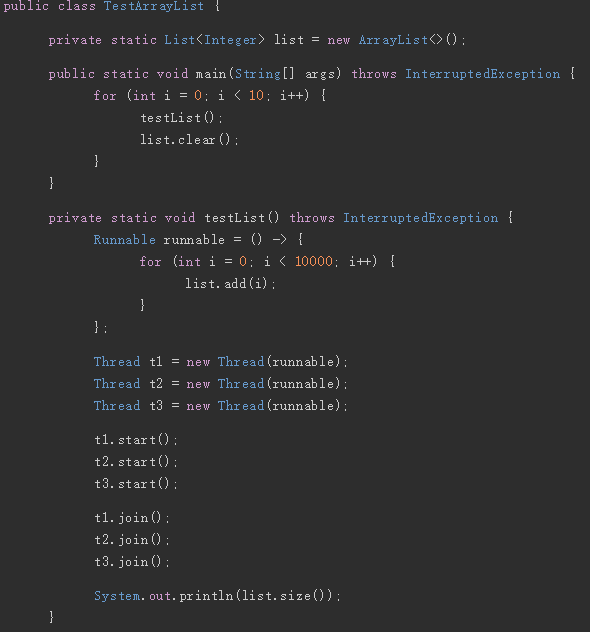 public class TestArrayList {
private static List<Integer> list = new ArrayList<>();
public static void main(String[] args) throws InterruptedException {
for (int i = 0; i < 10; i++) {
testList();
list.clear();
}
}
private static void testList() throws InterruptedException {
Runnable runnable = () -> {
for (int i = 0; i < 10000; i++) {
list.add(i);
}
};
Thread t1 = new Thread(runnable);
Thread t2 = new Thread(runnable);
Thread t3 = new Thread(runnable);
t1.start();
t2.start();
t3.start();
t1.join();
t2.join();
t3.join();
System.out.println(list.size());
}